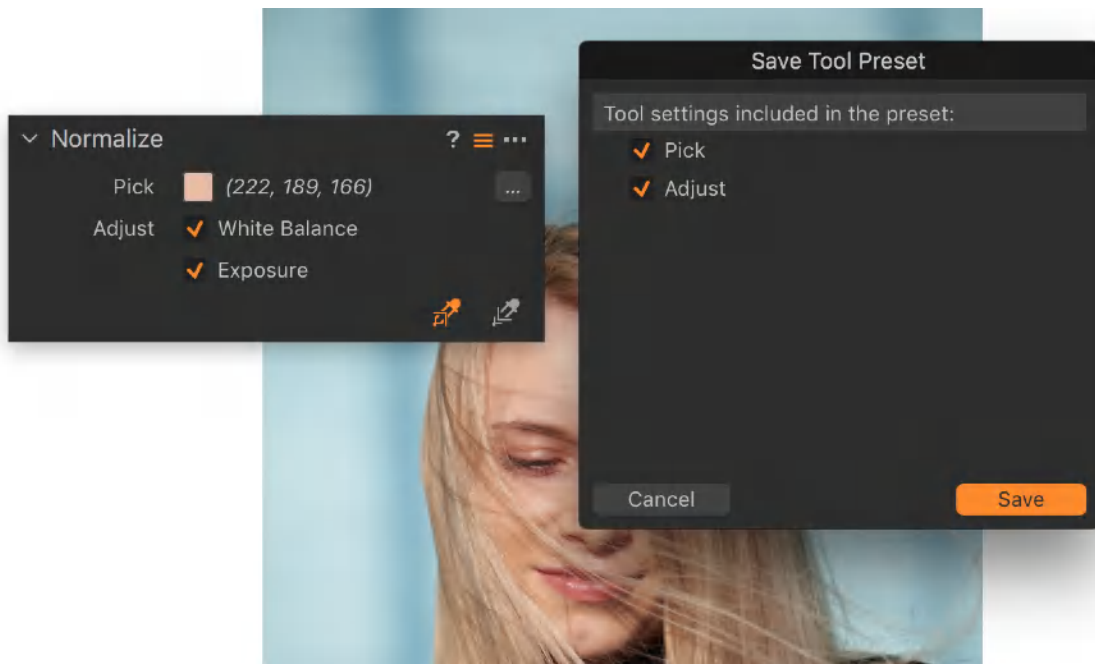 Normalize ? ...
Pick (222, 189, 166) ...
Adjust White Balance
Exposure
Save Tool Preset
Tool settings included in the preset:
Pick
Adjust
Cancel Save